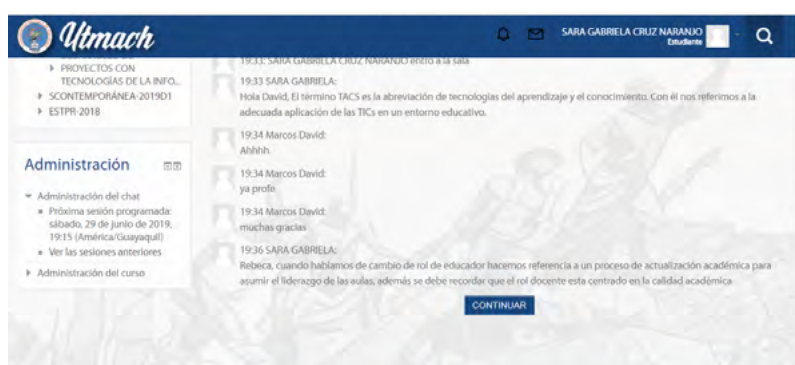 Utmach
SARA GABRIELA CRUZ NARANJO
Estudiante
PROYECTOS CON
TECNOLOGÍAS DE LA INFO...
SCONTEMPORÁNEA-2019D1
ESTPR-2018
Administración
Administración del chat
Próxima sesión programada:
sábado, 29 de junio de 2019,
19:15 (América/Guayaquil)
Ver las sesiones anteriores
Administración del curso
19:33: SARA GABRIELA CRUZ NARANJO entró a la sala
19:33 SARA GABRIELA:
Hola David, El término TACS es la abreviación de tecnologías del aprendizaje y el conocimiento. Con él nos referimos a la
adecuada aplicación de las TICs en un entorno educativo.
19:34 Marcos David:
Ahhhh.
19:34 Marcos David:
ya profe
19:34 Marcos David:
muchas gracias
19:36 SARA GABRIELA:
Rebeca, cuando hablamos de cambio de rol de educador hacemos referencia a un proceso de actualización académica para
asumir el liderazgo de las aulas, además se debe recordar que el rol docente esta centrado en la calidad académica
CONTINUAR